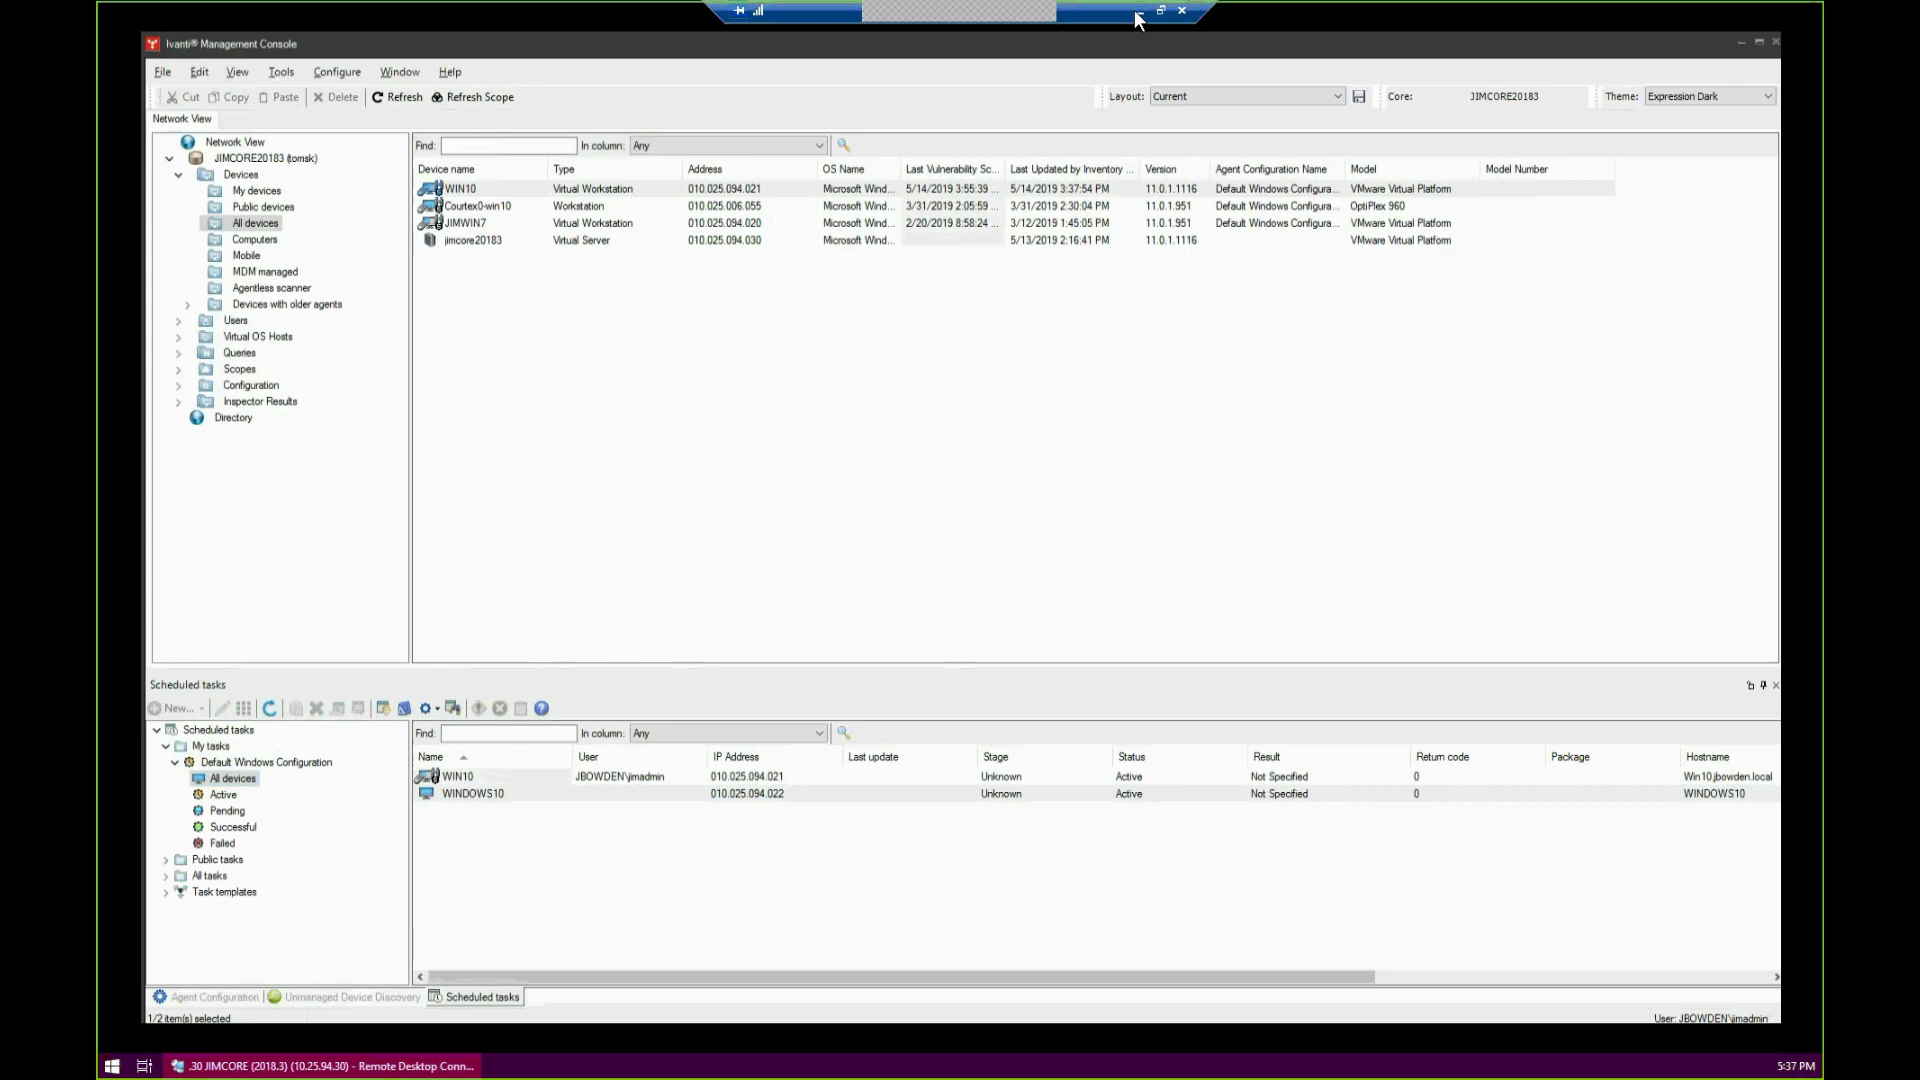 Ivanti® Management Console
File Edit View Tools Configure Window Help
Cut Copy Paste Delete Refresh Refresh Scope Layout: Current Core: JIMCORE20183 Theme: Expression Dark
Network View
Network View
JIMCORE20183 (tomsk)
Devices
My devices
Public devices
All devices
Computers
Mobile
MDM managed
Agentless scanner
Devices with older agents
Users
Virtual OS Hosts
Queries
Scopes
Configuration
Inspector Results
Directory
Find: In column: Any
Device name Type Address OS Name Last Vulnerability Sc... Last Updated by Inventory ... Version Agent Configuration Name Model Model Number
WIN10 Virtual Workstation 010.025.094.021 Microsoft Wind... 5/14/2019 3:55:39 ... 5/14/2019 3:37:54 PM 11.0.1.1116 Default Windows Configura... VMware Virtual Platform
Courtex0-win10 Workstation 010.025.006.055 Microsoft Wind... 3/31/2019 2:05:59 ... 3/31/2019 2:30:04 PM 11.0.1.951 Default Windows Configura... OptiPlex 960
JIMWIN7 Virtual Workstation 010.025.094.020 Microsoft Wind... 2/20/2019 8:58:24 ... 3/12/2019 1:45:05 PM 11.0.1.951 Default Windows Configura... VMware Virtual Platform
jimcore20183 Virtual Server 010.025.094.030 Microsoft Wind... 5/13/2019 2:16:41 PM 11.0.1.1116 VMware Virtual Platform
Scheduled tasks
New...
Scheduled tasks
My tasks
Default Windows Configuration
All devices
Active
Pending
Successful
Failed
Public tasks
All tasks
Task templates
Find: In column: Any
Name User IP Address Last update Stage Status Result Return code Package Hostname
WIN10 JBOWDEN\jimadmin 010.025.094.021 Unknown Active Not Specified 0 Win10.jbowden.local
WINDOWS10 010.025.094.022 Unknown Active Not Specified 0 WINDOWS10
Agent Configuration Unmanaged Device Discovery Scheduled tasks
1/2 item(s) selected User: JBOWDEN\jimadmin
.30 JIMCORE (2018.3) (10.25.94.30) - Remote Desktop Conn... 5:37 PM